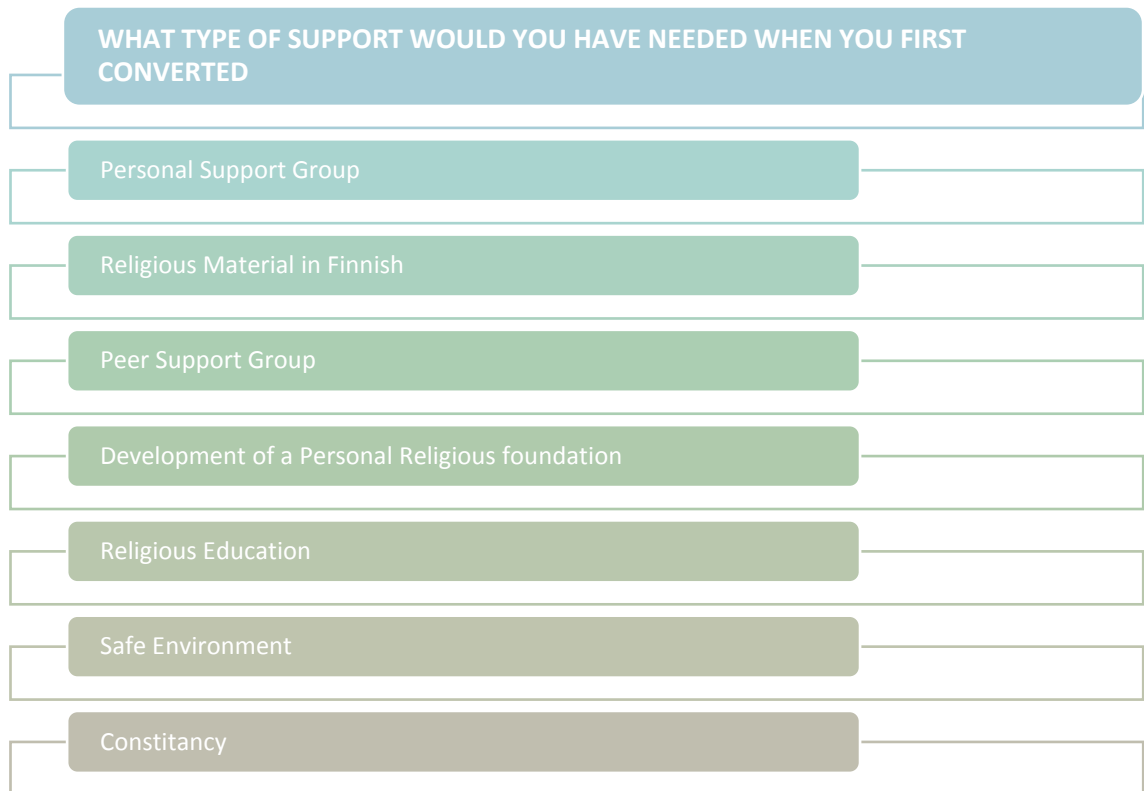 WHAT TYPE OF SUPPORT WOULD YOU HAVE NEEDED WHEN YOU FIRST
CONVERTED
Personal Support Group
Religious Material in Finnish
Peer Support Group
Development of a Personal Religious foundation
Religious Education
Safe Environment
Constitancy